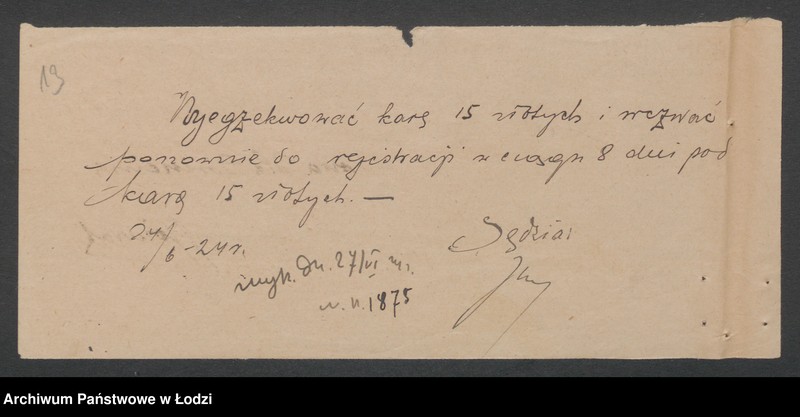 13
Wyegzekwować karę 15 złotych i wezwać
ponownie do rejestracji w ciągu 8 dni pod
karą 15 złotych. —
24/6-24 r.
Sędzia:
wyk. dn. 27/VI 24 r.
1875
Archiwum Państwowe w Łodzi